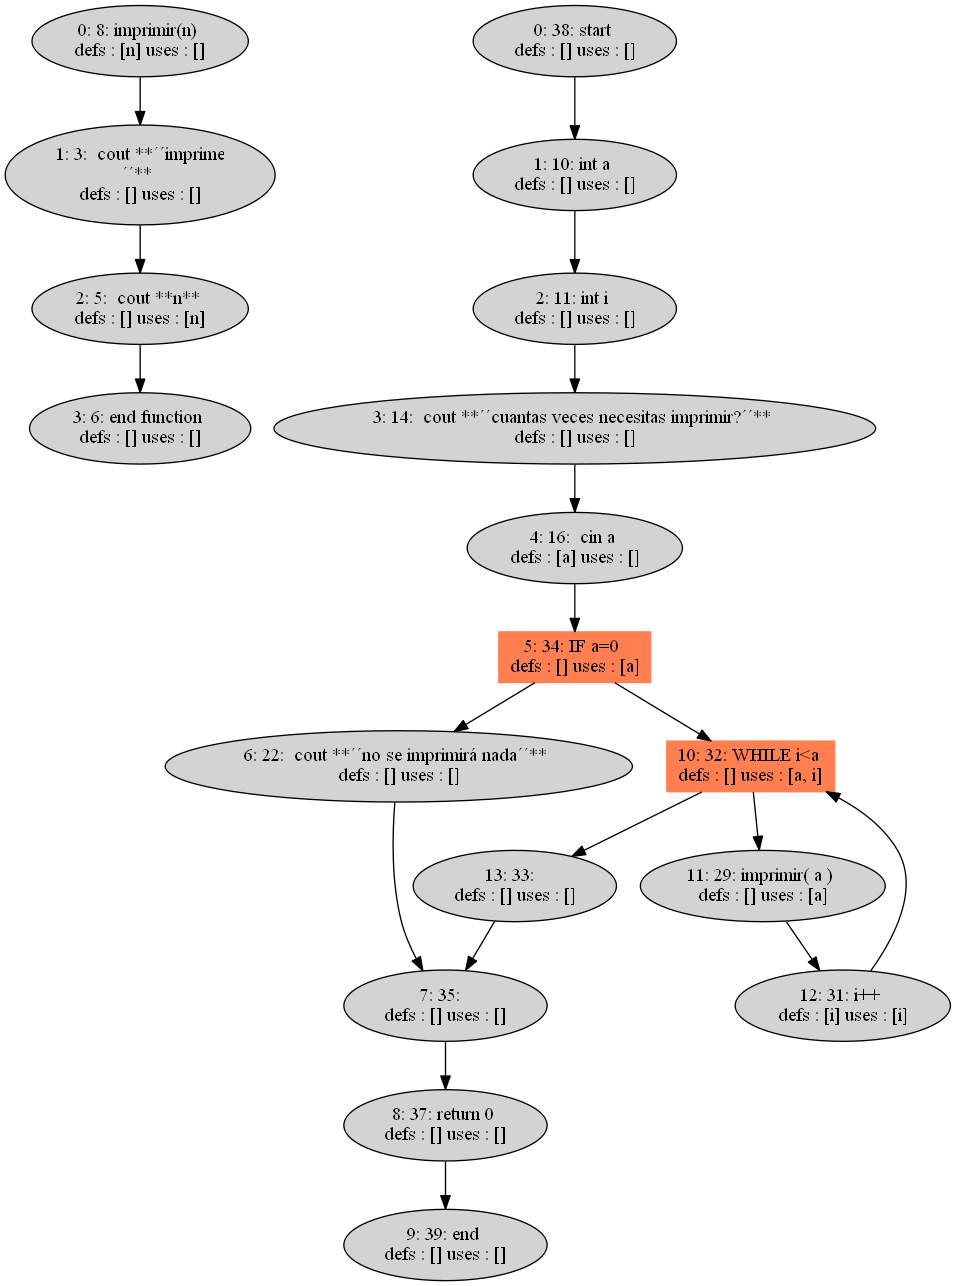 0: 8: imprimir(n)
defs : [n] uses : []
1: 3:  cout **´´imprime
´´**
defs : [] uses : []
2: 5:  cout **n**
defs : [] uses : [n]
3: 6: end function
defs : [] uses : []
0: 38: start
defs : [] uses : []
1: 10: int a
defs : [] uses : []
2: 11: int i
defs : [] uses : []
3: 14:  cout **´´cuantas veces necesitas imprimir?´´**
defs : [] uses : []
4: 16:  cin a
defs : [a] uses : []
5: 34: IF a=0
defs : [] uses : [a]
6: 22:  cout **´´no se imprimirá nada´´**
defs : [] uses : []
10: 32: WHILE i<a
defs : [] uses : [a, i]
13: 33:
defs : [] uses : []
11: 29: imprimir( a )
defs : [] uses : [a]
7: 35:
defs : [] uses : []
12: 31: i++
defs : [i] uses : [i]
8: 37: return 0
defs : [] uses : []
9: 39: end
defs : [] uses : []